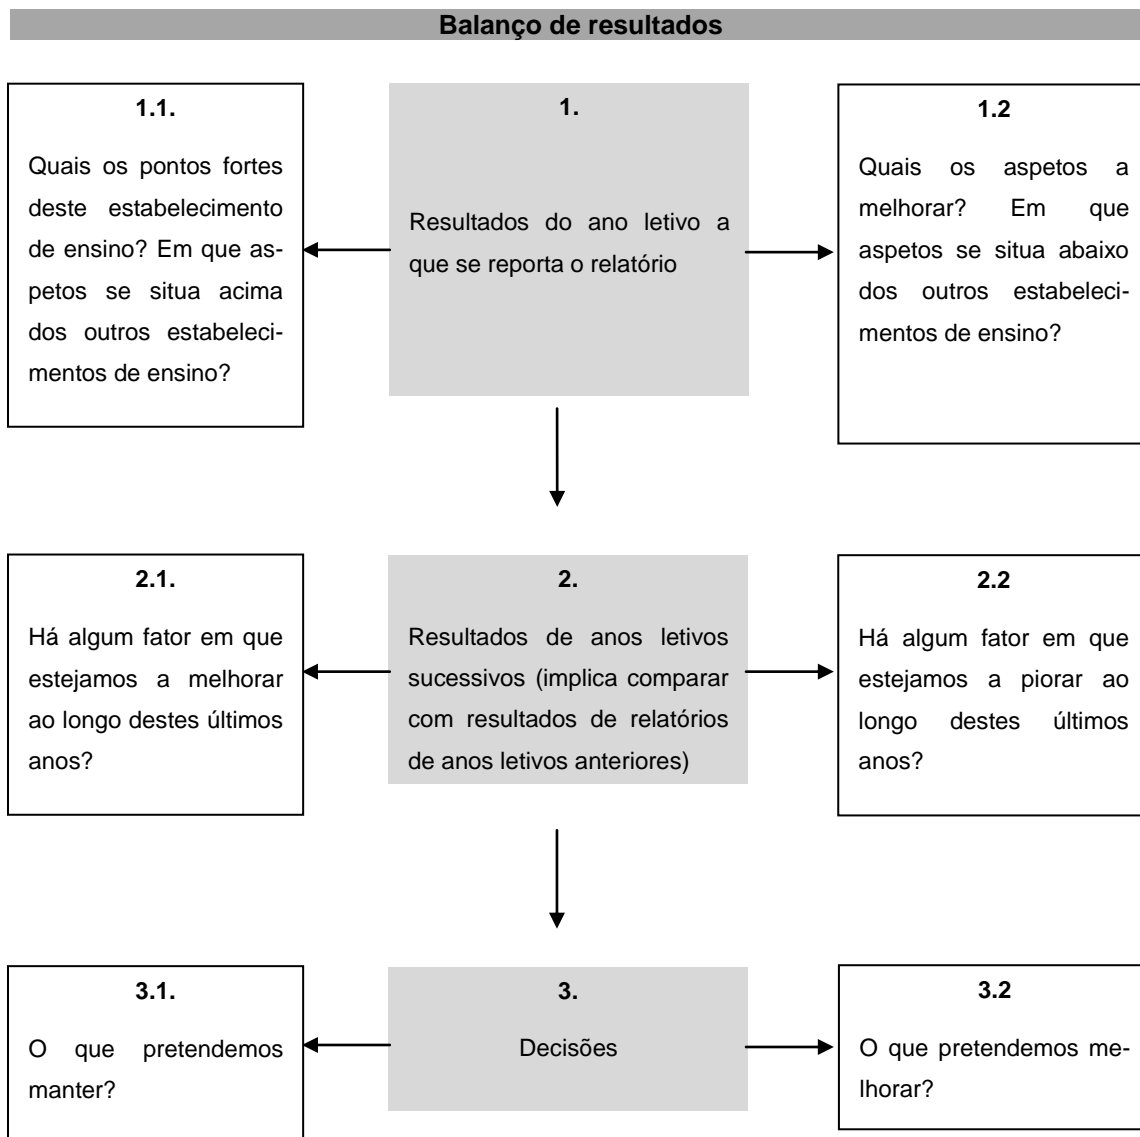 Balanço de resultados
1.1.
Quais os pontos fortes
deste estabelecimento
de ensino? Em que as-
petos se situa acima
dos outros estabeleci-
mentos de ensino?
1.
Resultados do ano letivo a
que se reporta o relatório
1.2
Quais os aspetos a
melhorar? Em que
aspetos se situa abaixo
dos outros estabeleci-
mentos de ensino?
2.1.
Há algum fator em que
estejamos a melhorar
ao longo destes últimos
anos?
2.
Resultados de anos letivos
sucessivos (implica comparar
com resultados de relatórios
de anos letivos anteriores)
2.2
Há algum fator em que
estejamos a piorar ao
longo destes últimos
anos?
3.1.
O que pretendemos
manter?
3.
Decisões
3.2
O que pretendemos me-
lhorar?